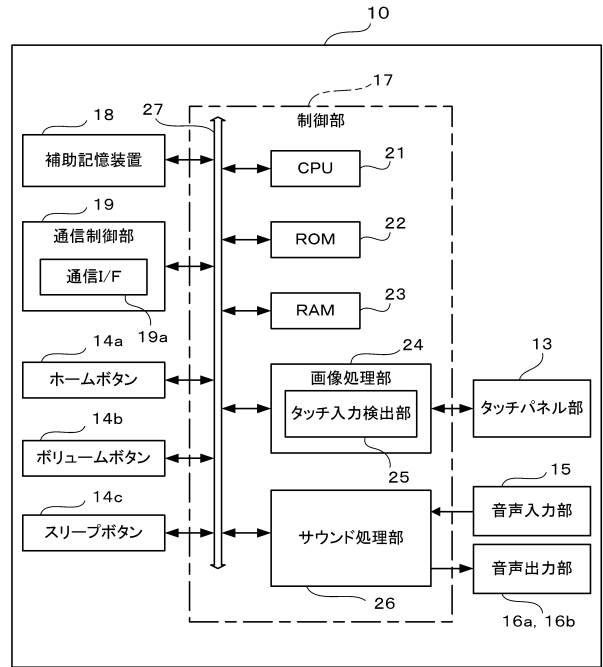 10
17
制御部
27
18
補助記憶装置
19
通信制御部
通信I/F
19a
14a
ホームボタン
14b
ボリュームボタン
14c
スリープボタン
CPU
21
ROM
22
RAM
23
24
画像処理部
タッチ入力検出部
25
サウンド処理部
26
13
タッチパネル部
15
音声入力部
音声出力部
16a, 16b